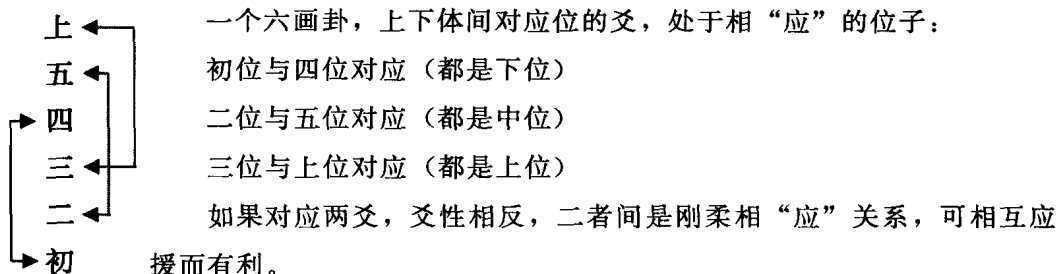 上 一个六画卦，上下体间对应位的爻，处于相“应”的位子：
五 初位与四位对应（都是下位）
四 二位与五位对应（都是中位）
三 三位与上位对应（都是上位）
二 如果对应两爻，爻性相反，二者间是刚柔相“应”关系，可相互应
初 援而有利。